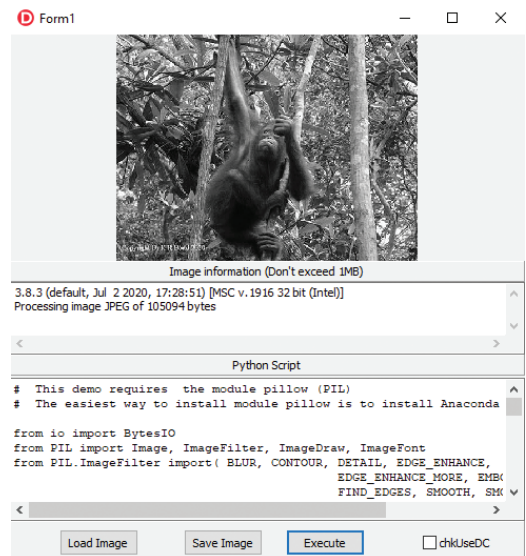 Form1
Image information (Don't exceed 1MB)
3.8.3 (default, Jul 2 2020, 17:28:51) [MSC v.1916 32 bit (Intel)]
Processing image JPEG of 105094 bytes
Python Script
# This demo requires the module pillow (PIL)
# The easiest way to install module pillow is to install Anaconda
from io import BytesIO
from PIL import Image, ImageFilter, ImageDraw, ImageFont
from PIL.ImageFilter import( BLUR, CONTOUR, DETAIL, EDGE_ENHANCE,
EDGE_ENHANCE_MORE, EMBO
FIND_EDGES, SMOOTH, SMO
Load Image Save Image Execute chkUseDC